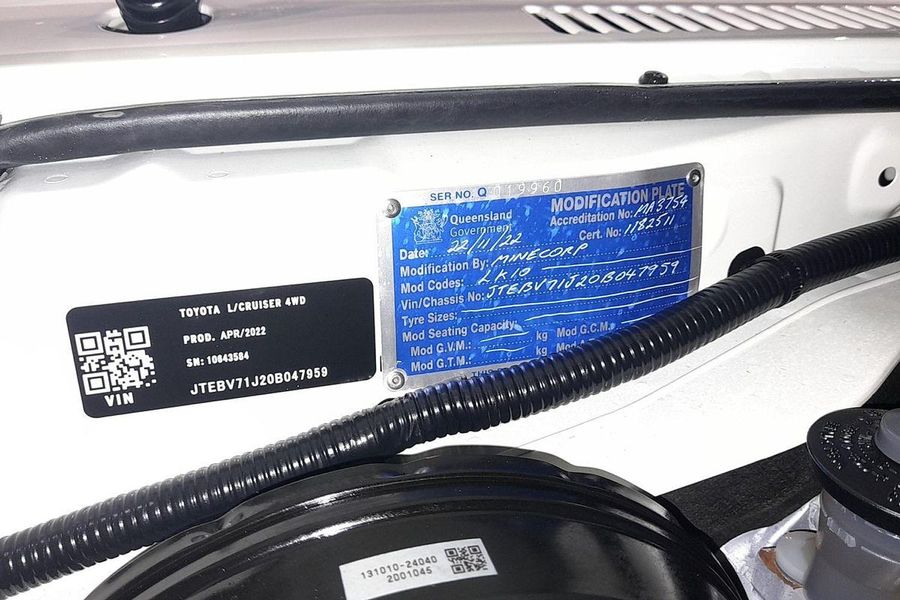 TOYOTA L/CRUISER 4WD
PROD. APR/2022
SN: 10643584
JTEBV71J20B047959
VIN
SER NO. Q 019960
MODIFICATION PLATE
Queensland
Government
Accreditation No: MA3754
Cert. No: 1182511
Date: 22/11/22
Modification By: MINECORP
Mod Codes: LK10
Vin/Chassis No: JTEBV71J20B047959
Tyre Sizes:
Mod Seating Capacity:
Mod G.V.M.: kg Mod G.C.M.
Mod G.T.M. kg Mod
131010-24040
2001045